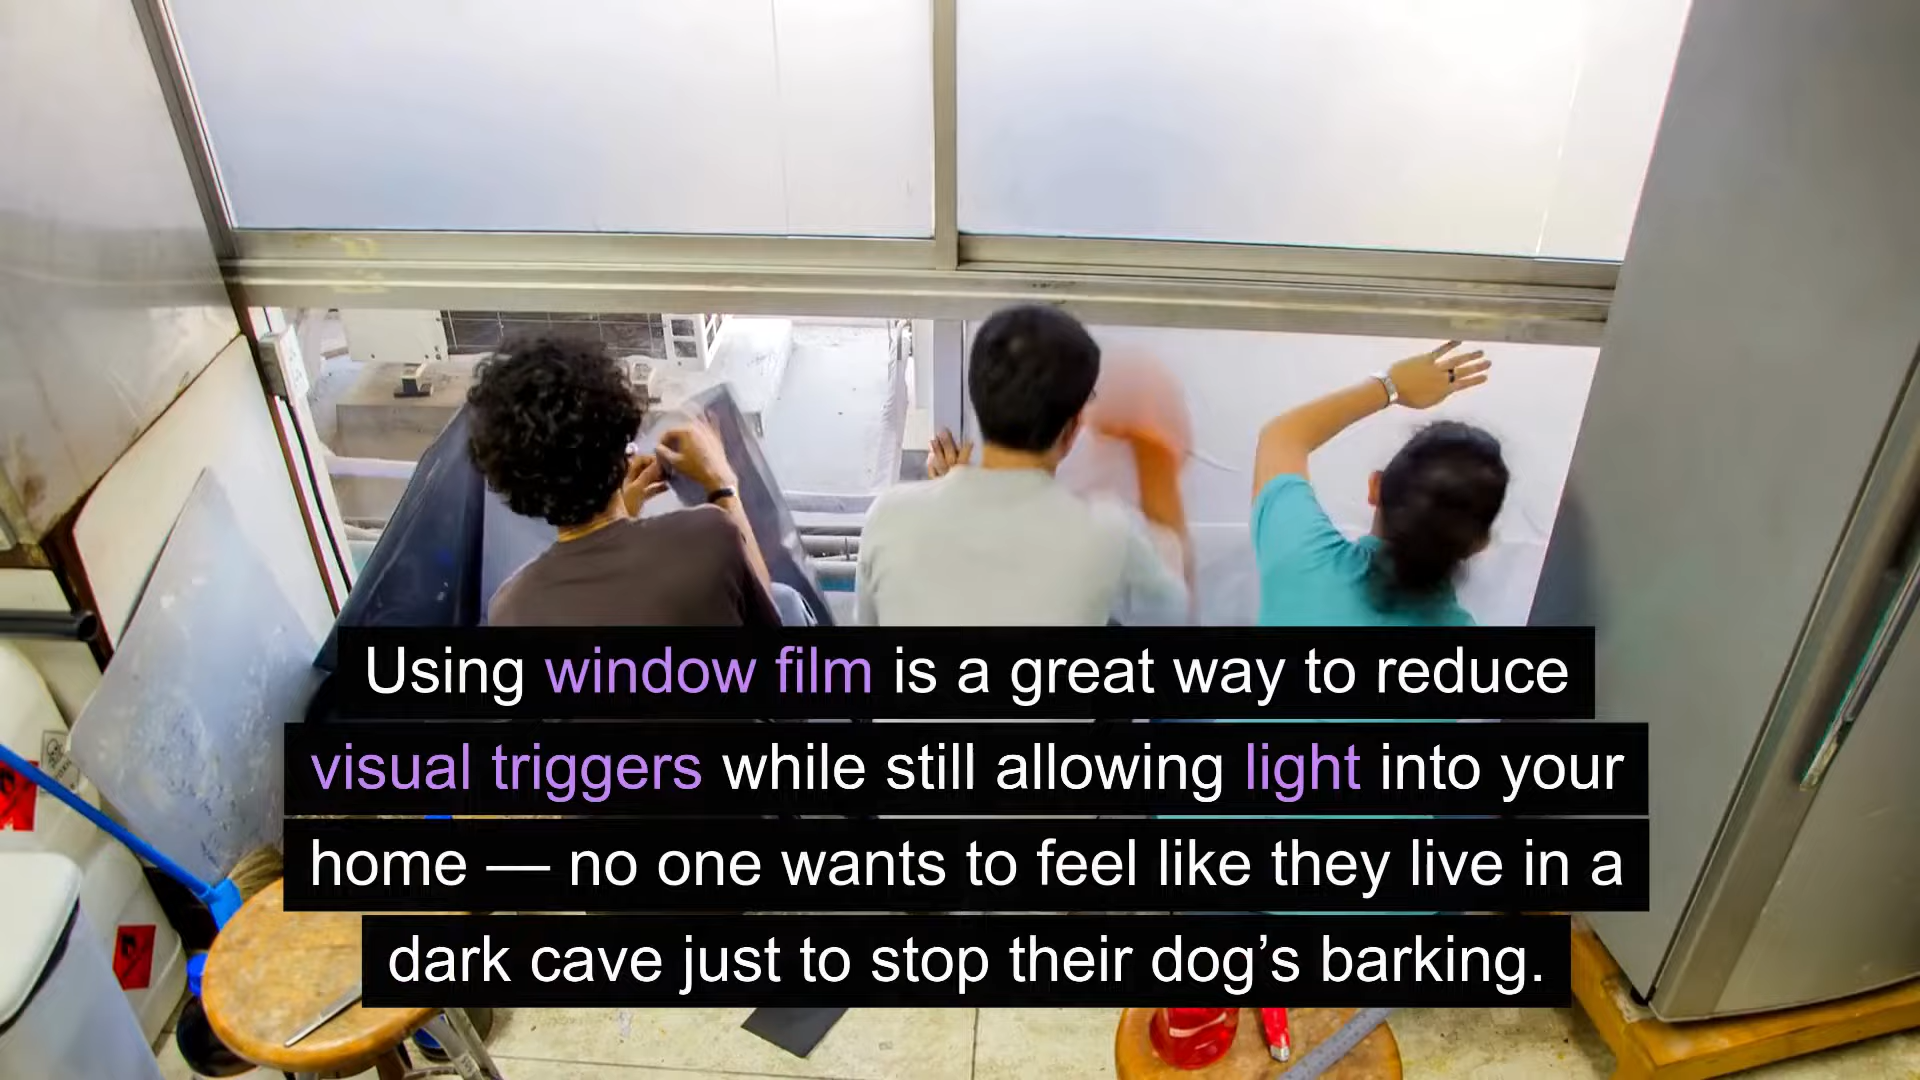 Using window film is a great way to reduce
visual triggers while still allowing light into your
home — no one wants to feel like they live in a
dark cave just to stop their dog’s barking.